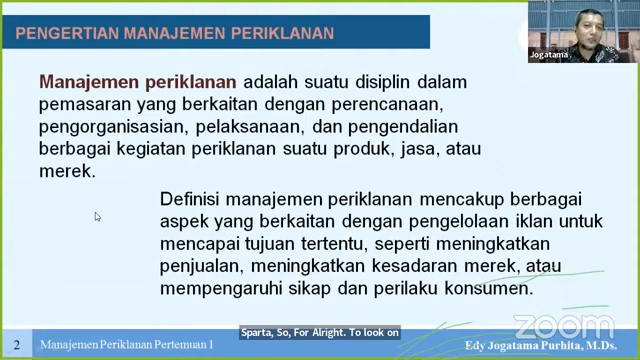 PENGERTIAN MANAJEMEN PERIKLANAN
Jogatama .
Manajemen periklanan adalah suatu disiplin dalam
pemasaran yang berkaitan dengan perencanaan,
pengorganisasian, pelaksanaan, dan pengendalian
berbagai kegiatan periklanan suatu produk, jasa, atau
merek.
Definisi manajemen periklanan mencakup berbagai
aspek yang berkaitan dengan pengelolaan iklan untuk
mencapai tujuan tertentu, seperti meningkatkan
penjualan, meningkatkan kesadaran merek, atau
mempengaruhi sikap dan perilaku konsumen.
zoom
Sparta, So, For Alright. To look on
2 Manajemen Periklanan Pertemuan 1 Edy Jogatama Purhita, M.Ds.